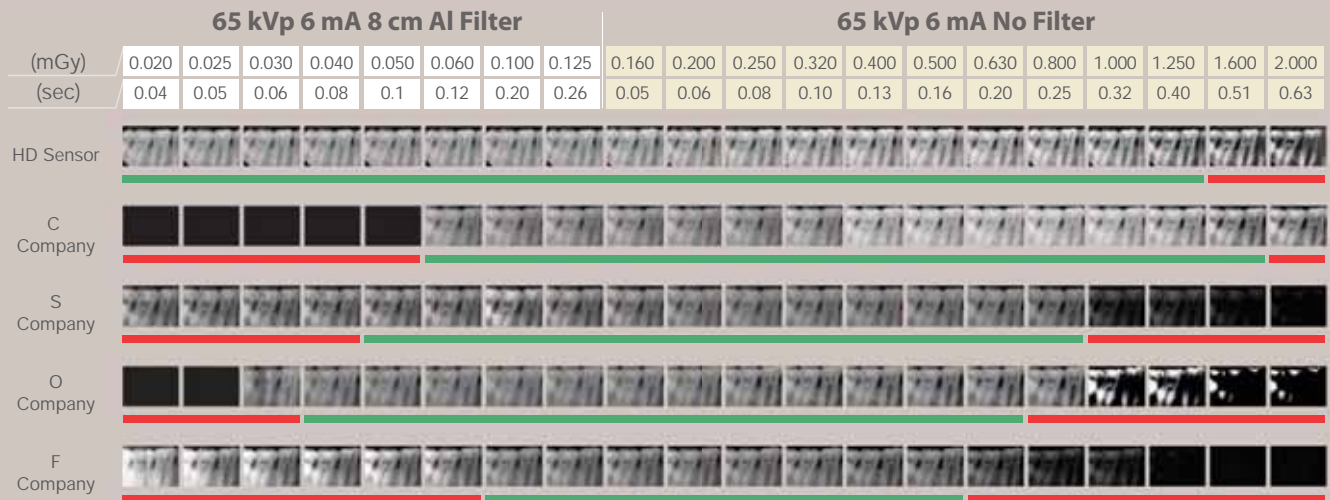 65 kVp 6 mA 8 cm Al Filter 65 kVp 6 mA No Filter
(mGy) 0.020 0.025 0.030 0.040 0.050 0.060 0.100 0.125 0.160 0.200 0.250 0.320 0.400 0.500 0.630 0.800 1.000 1.250 1.600 2.000
(sec) 0.04 0.05 0.06 0.08 0.1 0.12 0.20 0.26 0.05 0.06 0.08 0.10 0.13 0.16 0.20 0.25 0.32 0.40 0.51 0.63
HD Sensor
C
Company
S
Company
O
Company
F
Company